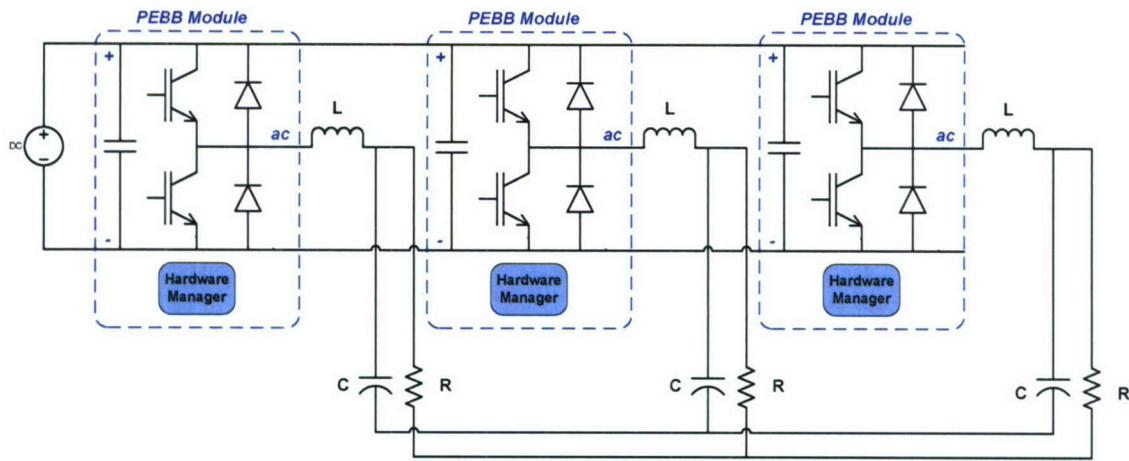 PEBB Module
PEBB Module
PEBB Module
+
+
+
L
L
L
DC
+
-
ac
ac
ac
-
-
-
Hardware
Manager
Hardware
Manager
Hardware
Manager
C
R
C
R
C
R